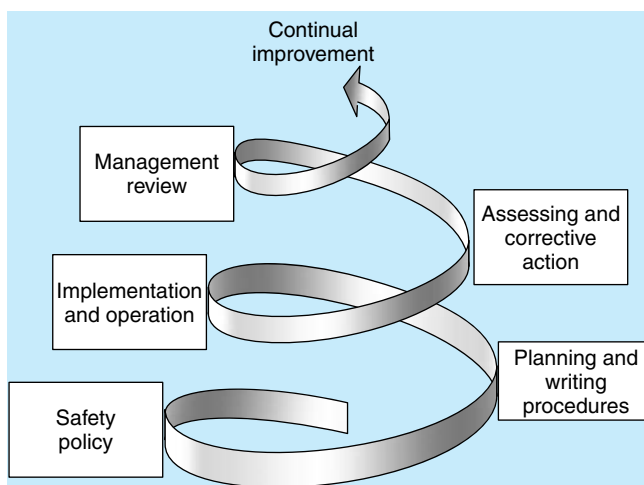 Continual
improvement
Management
review
Assessing and
corrective
action
Implementation
and operation
Planning and
writing
procedures
Safety
policy